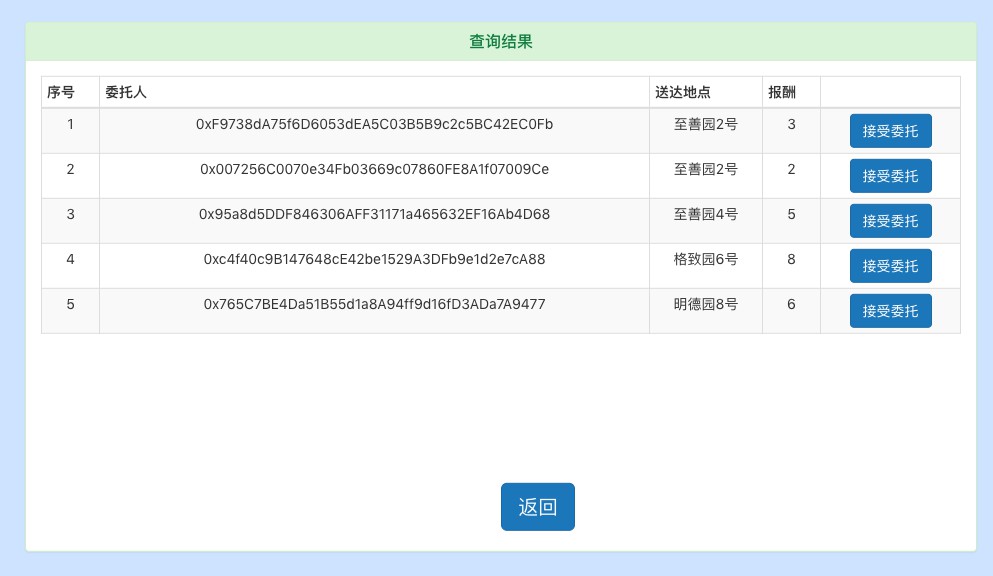 查询结果
序号 委托人 送达地点 报酬
1 0xF9738dA75f6D6053dEA5C03B5B9c2c5BC42EC0Fb 至善园2号 3 接受委托
2 0x007256C0070e34Fb03669c07860FE8A1f07009Ce 至善园2号 2 接受委托
3 0x95a8d5DDF846306AFF31171a465632EF16Ab4D68 至善园4号 5 接受委托
4 0xc4f40c9B147648cE42be1529A3DFb9e1d2e7cA88 格致园6号 8 接受委托
5 0x765C7BE4Da51B55d1a8A94ff9d16fD3ADa7A9477 明德园8号 6 接受委托
返回